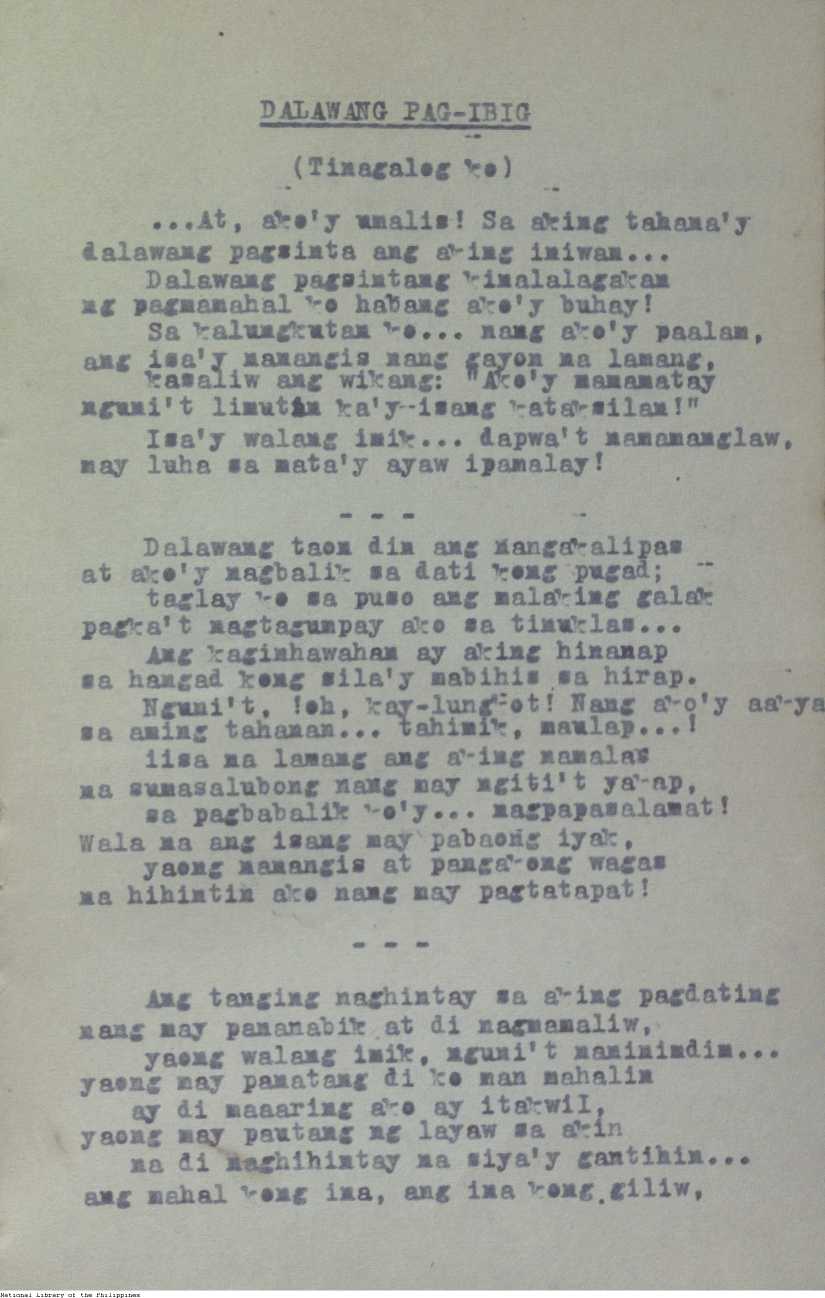 DALAWANG PAG-IBIG
(Tinagalog ko)
...At, ako'y umalis! Sa aking tahana'y
dalawang pagsinta ang aking iniwan...
Dalawang pagsintang kinalalagakan
ng pagmamahal ko habang ako'y buhay!
Sa kalungkutan ko... nang ako'y paalam,
ang isa'y nanangis nang gayon na lamang,
kasaliw ang wikang: "Ako'y mamamatay
nguni't limutin ka'y isang kataksilan!"
Isa'y walang imik... dapwa't namamanglaw,
may luha sa mata'y ayaw ipamalay!
- - -
Dalawang taon din ang nangakalipas
at ako'y nagbalik sa dati kong pugad;
taglay ko sa puso ang malaking galak
pagka't nagtagumpay ako sa tinuklas...
Ang kaginhawahan ay aking hinanap
sa hangad kong sila'y mabihis sa hirap.
Nguni't, !oh, kay-lungkot! Nang ako'y aakya
sa aming tahanan... tahimik, maulap...!
iisa na lamang ang aking namalas
na sumasalubong nang may ngiti't yakap,
sa pagbabalik ko'y... nagpapasalamat!
Wala na ang isang may pabaong iyak,
yaong nanangis at pangakong wagas
na hihintin ako nang may pagtatapat!
- - -
Ang tanging naghintay sa aking pagdating
nang may pananabik at di nagmamaliw,
yaong walang imik, nguni't maninimdim...
yaong may panatang di ko man mahalin
ay di maaaring ako ay itakwil,
yaong may pautang ng layaw sa akin
na di naghihintay na siya'y gantihin...
ang mahal kong ina, ang ina kong giliw,
National Library of the Philippines